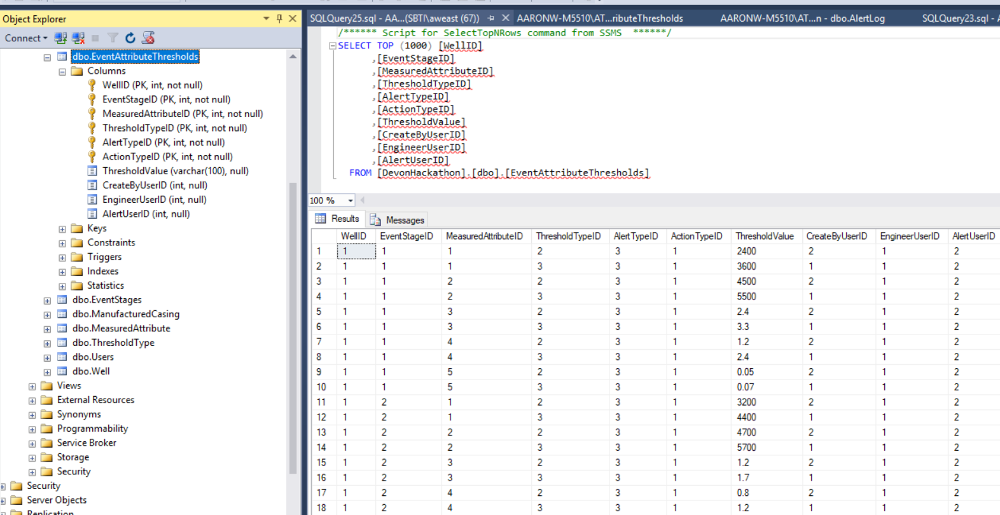 Object Explorer
Connect
dbo.EventAttributeThresholds
Columns
WellID (PK, int, not null)
EventStageID (PK, int, not null)
MeasuredAttributeID (PK, int, not null)
ThresholdTypeID (PK, int, not null)
AlertTypeID (PK, int, not null)
ActionTypeID (PK, int, not null)
ThresholdValue (varchar(100), null)
CreateByUserID (int, null)
EngineerUserID (int, null)
AlertUserID (int, null)
Keys
Constraints
Triggers
Indexes
Statistics
dbo.EventStages
dbo.ManufacturedCasing
dbo.MeasuredAttribute
dbo.ThresholdType
dbo.Users
dbo.Well
Views
External Resources
Synonyms
Programmability
Service Broker
Storage
Security
Security
Server Objects
Replication
SQLQuery25.sql - AA...(SBTI\aweast (67)) AARONW-M5510\AT...ributeThresholds AARONW-M5510\AT...n - dbo.AlertLog SQLQuery23.sql - A
/****** Script for SelectTopNRows command from SSMS ******/
SELECT TOP (1000) [WellID]
,[EventStageID]
,[MeasuredAttributeID]
,[ThresholdTypeID]
,[AlertTypeID]
,[ActionTypeID]
,[ThresholdValue]
,[CreateByUserID]
,[EngineerUserID]
,[AlertUserID]
FROM [DevonHackathon].[dbo].[EventAttributeThresholds]
100 %
Results Messages
WellID EventStageID MeasuredAttributeID ThresholdTypeID AlertTypeID ActionTypeID ThresholdValue CreateByUserID EngineerUserID AlertUserID
1 1 1 1 2 3 1 2400 2 1 2
2 1 1 1 3 3 1 3600 1 1 2
3 1 1 2 2 3 1 4500 2 1 2
4 1 1 2 3 3 1 5500 1 1 2
5 1 1 3 2 3 1 2.4 2 1 2
6 1 1 3 3 3 1 3.3 1 1 2
7 1 1 4 2 3 1 1.2 2 1 2
8 1 1 4 3 3 1 2.4 1 1 2
9 1 1 5 2 3 1 0.05 2 1 2
10 1 1 5 3 3 1 0.07 1 1 2
11 1 2 1 2 3 1 3200 2 1 2
12 1 2 1 3 3 1 4400 1 1 2
13 1 2 2 2 3 1 4700 2 1 2
14 1 2 2 3 3 1 5700 1 1 2
15 1 2 3 2 3 1 1.2 2 1 2
16 1 2 3 3 3 1 1.7 1 1 2
17 1 2 4 2 3 1 0.8 2 1 2
18 1 2 4 3 3 1 1.2 1 1 2